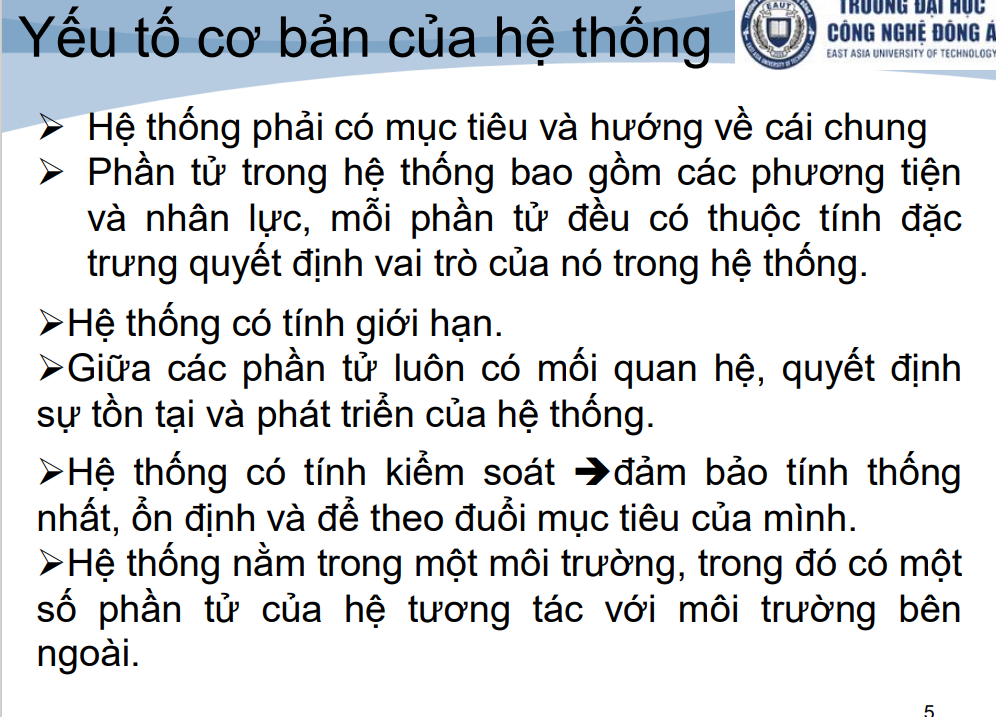 Yếu tố cơ bản của hệ thống
TRƯỜNG ĐẠI HỌC
CÔNG NGHỆ ĐÔNG Á
EAST ASIA UNIVERSITY OF TECHNOLOGY
EAUT
➢ Hệ thống phải có mục tiêu và hướng về cái chung
➢ Phần tử trong hệ thống bao gồm các phương tiện
và nhân lực, mỗi phần tử đều có thuộc tính đặc
trưng quyết định vai trò của nó trong hệ thống.
➢Hệ thống có tính giới hạn.
➢Giữa các phần tử luôn có mối quan hệ, quyết định
sự tồn tại và phát triển của hệ thống.
➢Hệ thống có tính kiểm soát ➔đảm bảo tính thống
nhất, ổn định và để theo đuổi mục tiêu của mình.
➢Hệ thống nằm trong một môi trường, trong đó có một
số phần tử của hệ tương tác với môi trường bên
ngoài.
5